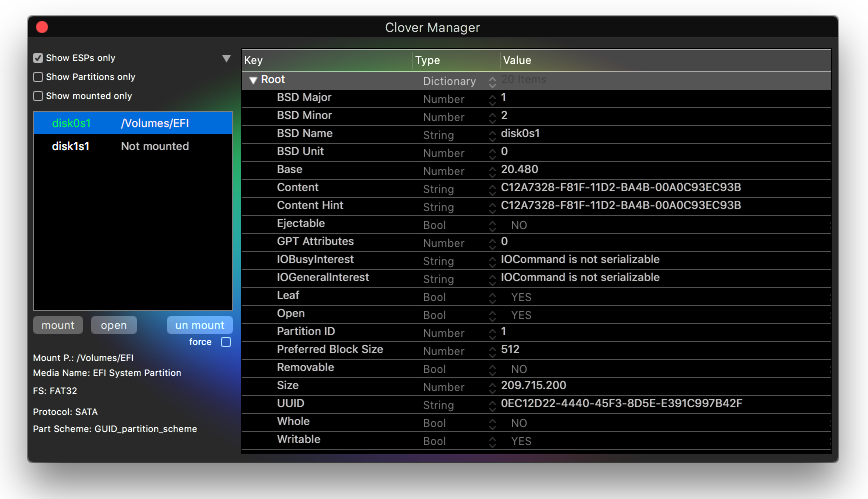 Clover Manager
Show ESPs only
Show Partitions only
Show mounted only
disk0s1 /Volumes/EFI
disk1s1 Not mounted
mount open un mount
force
Mount P.: /Volumes/EFI
Media Name: EFI System Partition
FS: FAT32
Protocol: SATA
Part Scheme: GUID_partition_scheme
Key Type Value
Root Dictionary 20 Items
BSD Major Number 1
BSD Minor Number 2
BSD Name String disk0s1
BSD Unit Number 0
Base Number 20.480
Content String C12A7328-F81F-11D2-BA4B-00A0C93EC93B
Content Hint String C12A7328-F81F-11D2-BA4B-00A0C93EC93B
Ejectable Bool NO
GPT Attributes Number 0
IOBusyInterest String IOCommand is not serializable
IOGeneralInterest String IOCommand is not serializable
Leaf Bool YES
Open Bool YES
Partition ID Number 1
Preferred Block Size Number 512
Removable Bool NO
Size Number 209.715.200
UUID String 0EC12D22-4440-45F3-8D5E-E391C997B42F
Whole Bool NO
Writable Bool YES